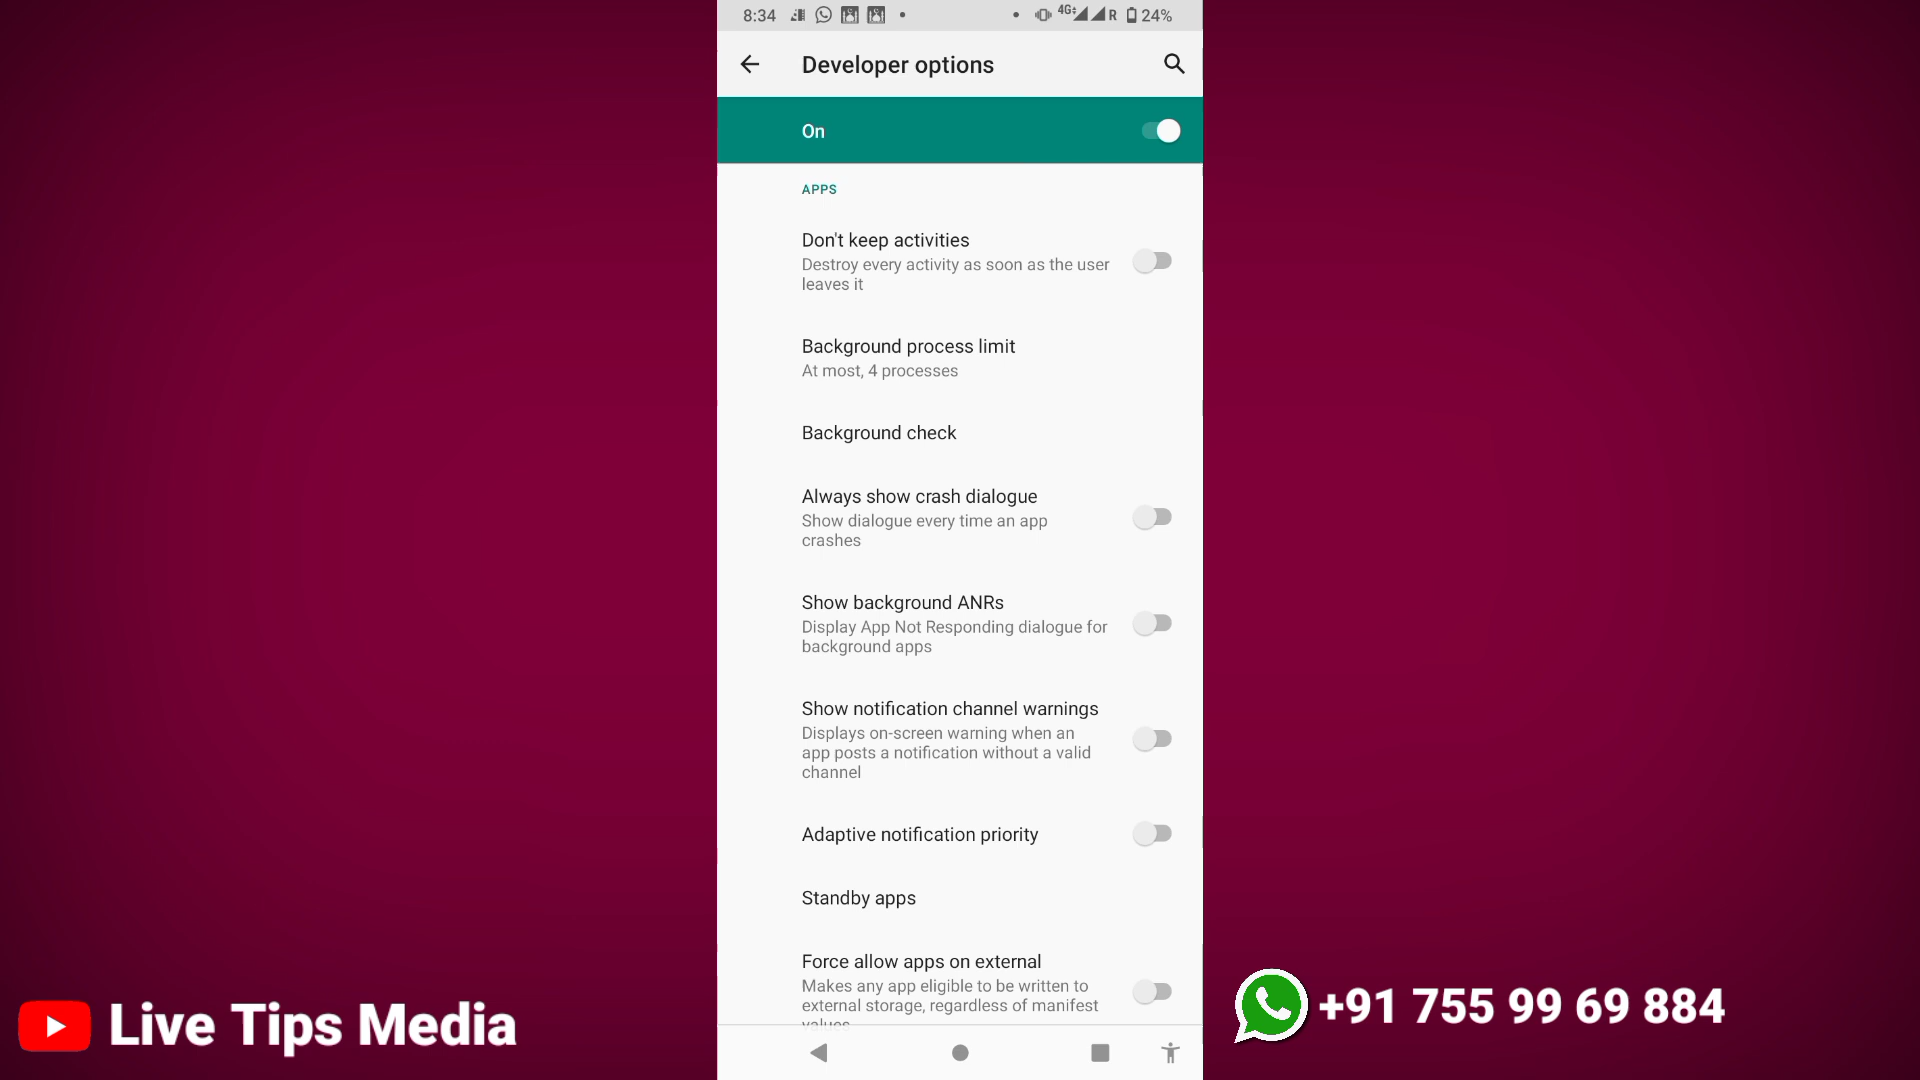 8:34
4G
R
24%
Developer options
On
APPS
Don't keep activities
Destroy every activity as soon as the user
leaves it
Background process limit
At most, 4 processes
Background check
Always show crash dialogue
Show dialogue every time an app
crashes
Show background ANRs
Display App Not Responding dialogue for
background apps
Show notification channel warnings
Displays on-screen warning when an
app posts a notification without a valid
channel
Adaptive notification priority
Standby apps
Force allow apps on external
Makes any app eligible to be written to
external storage, regardless of manifest
values
Live Tips Media
+91 755 99 69 884